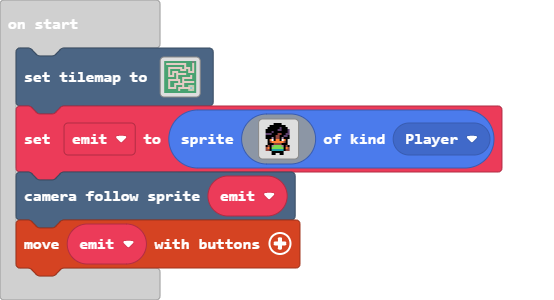 on start
set tilemap to
set emit to sprite of kind Player
camera follow sprite emit
move emit with buttons